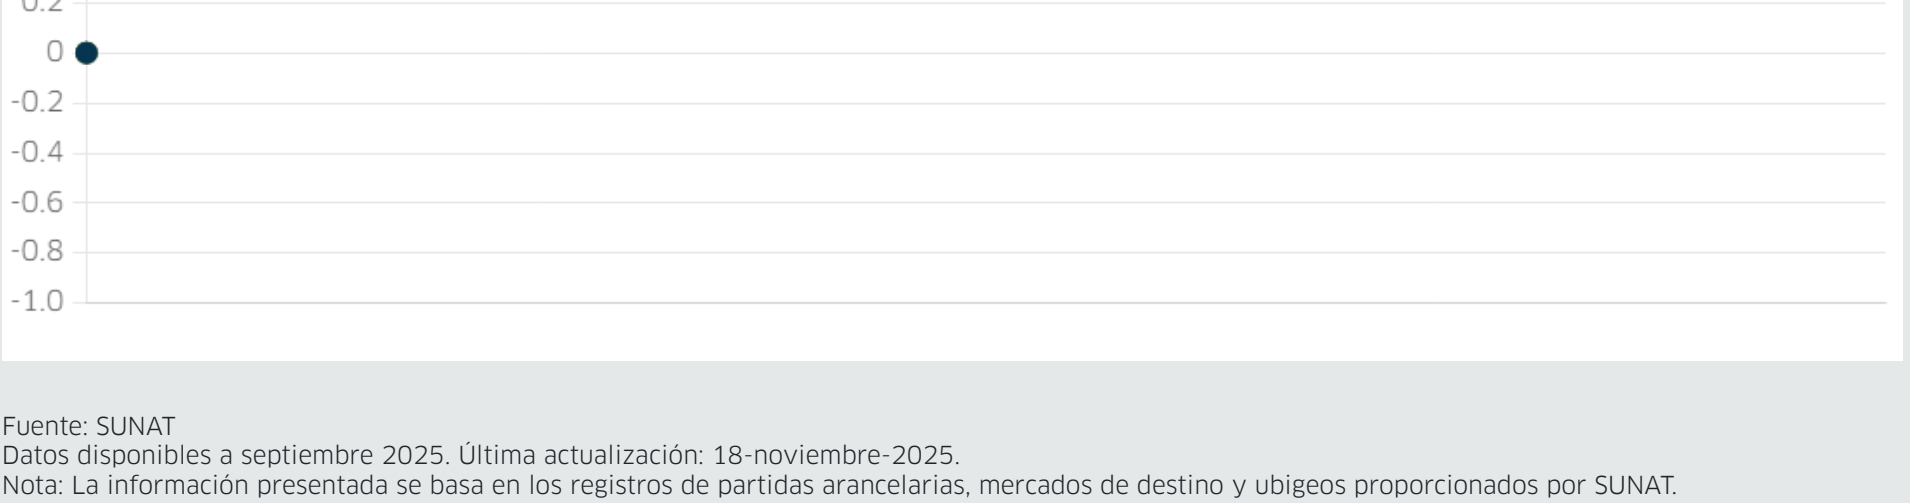 0.2
0
-0.2
-0.4
-0.6
-0.8
-1.0
Fuente: SUNAT
Datos disponibles a septiembre 2025. Última actualización: 18-noviembre-2025.
Nota: La información presentada se basa en los registros de partidas arancelarias, mercados de destino y ubigeos proporcionados por SUNAT.